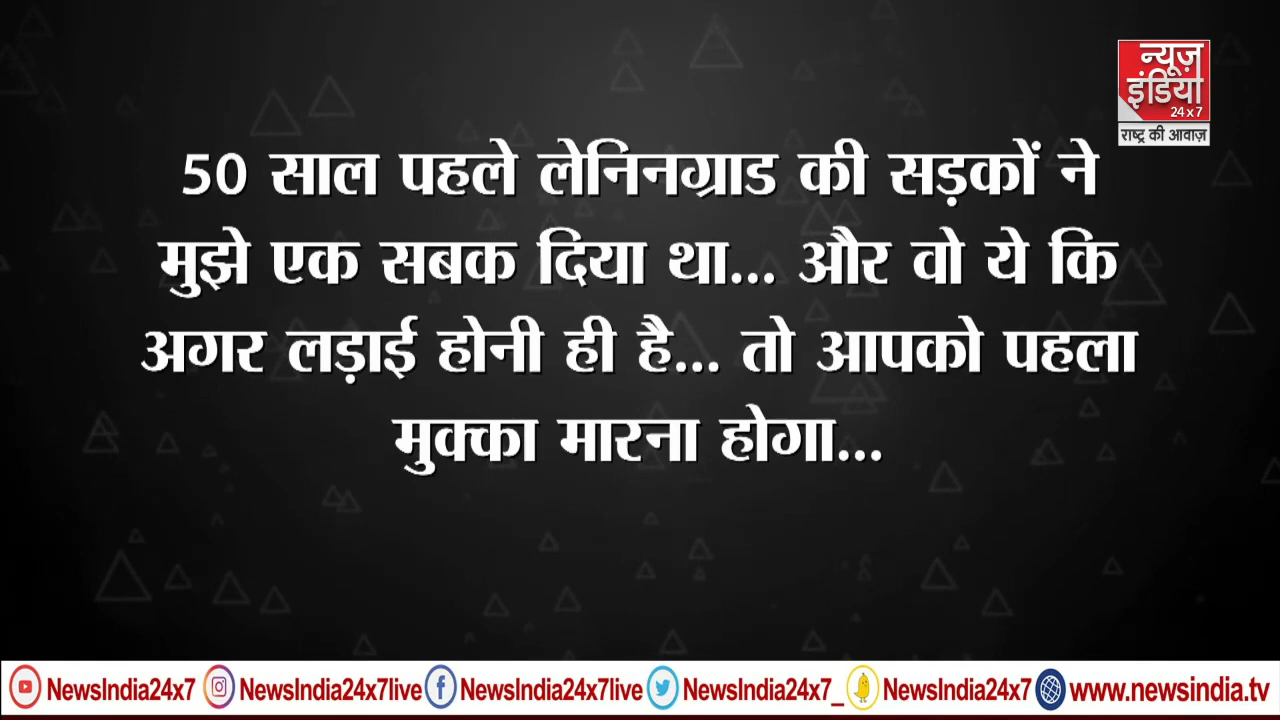 न्यूज़
इंडिया
24x7
राष्ट्र की आवाज़
50 साल पहले लेनिनग्राड की सड़कों ने
मुझे एक सबक दिया था... और वो ये कि
अगर लड़ाई होनी ही है... तो आपको पहला
मुक्का मारना होगा...
NewsIndia24x7 NewsIndia24x7live NewsIndia24x7live NewsIndia24x7_ NewsIndia24x7 www.newsindia.tv